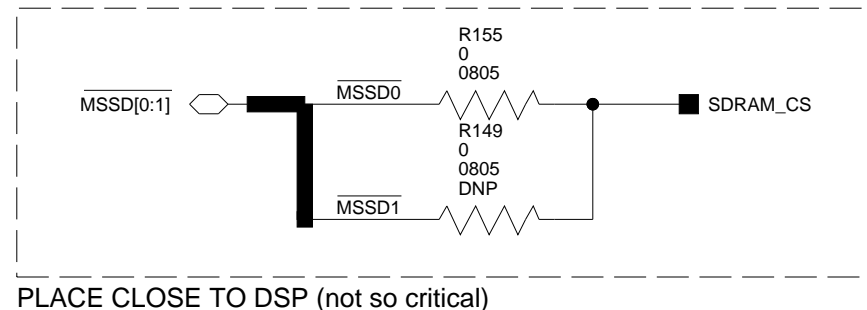 R155
0
0805
MSSD[0:1]
MSSD0
SDRAM_CS
R149
0
0805
DNP
MSSD1
PLACE CLOSE TO DSP (not so critical)